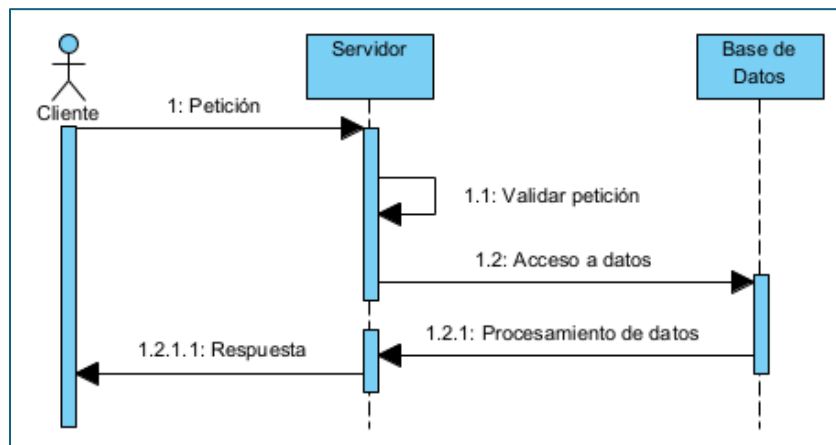 Servidor
Base de
Datos
Cliente
1: Petición
1.1: Validar petición
1.2: Acceso a datos
1.2.1: Procesamiento de datos
1.2.1.1: Respuesta